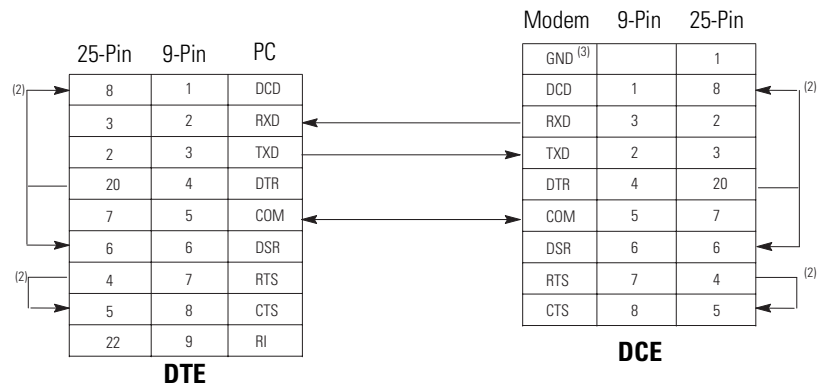 25-Pin 9-Pin PC
8 1 DCD
3 2 RXD
2 3 TXD
20 4 DTR
7 5 COM
6 6 DSR
4 7 RTS
5 8 CTS
22 9 RI
(2)
(2)
DTE
Modem 9-Pin 25-Pin
GND (3) 1
DCD 1 8
RXD 3 2
TXD 2 3
DTR 4 20
COM 5 7
DSR 6 6
RTS 7 4
CTS 8 5
(2)
(2)
DCE